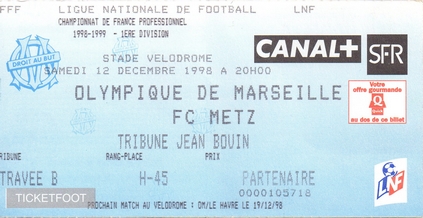 FFF LIGUE NATIONALE DE FOOTBALL LNF
CHAMPIONNAT DE FRANCE PROFESSIONNEL
1998-1999 - 1ERE DIVISION
CANAL+ SFR
STADE VELODROME
SAMEDI 12 DECEMBRE 1998 A 20H00
DROIT AU BUT
OLYMPIQUE DE MARSEILLE
FC METZ
Votre
offre gourmande
au dos de ce billet
TRIBUNE JEAN BOUIN
TRIBUNE RANG-PLACE PRIX
TRAVEE B H-45 PARTENAIRE
0000105718
LNF
TICKETFOOT
PROCHAIN MATCH AU VELODROME : OM/LE HAVRE LE 19/12/98